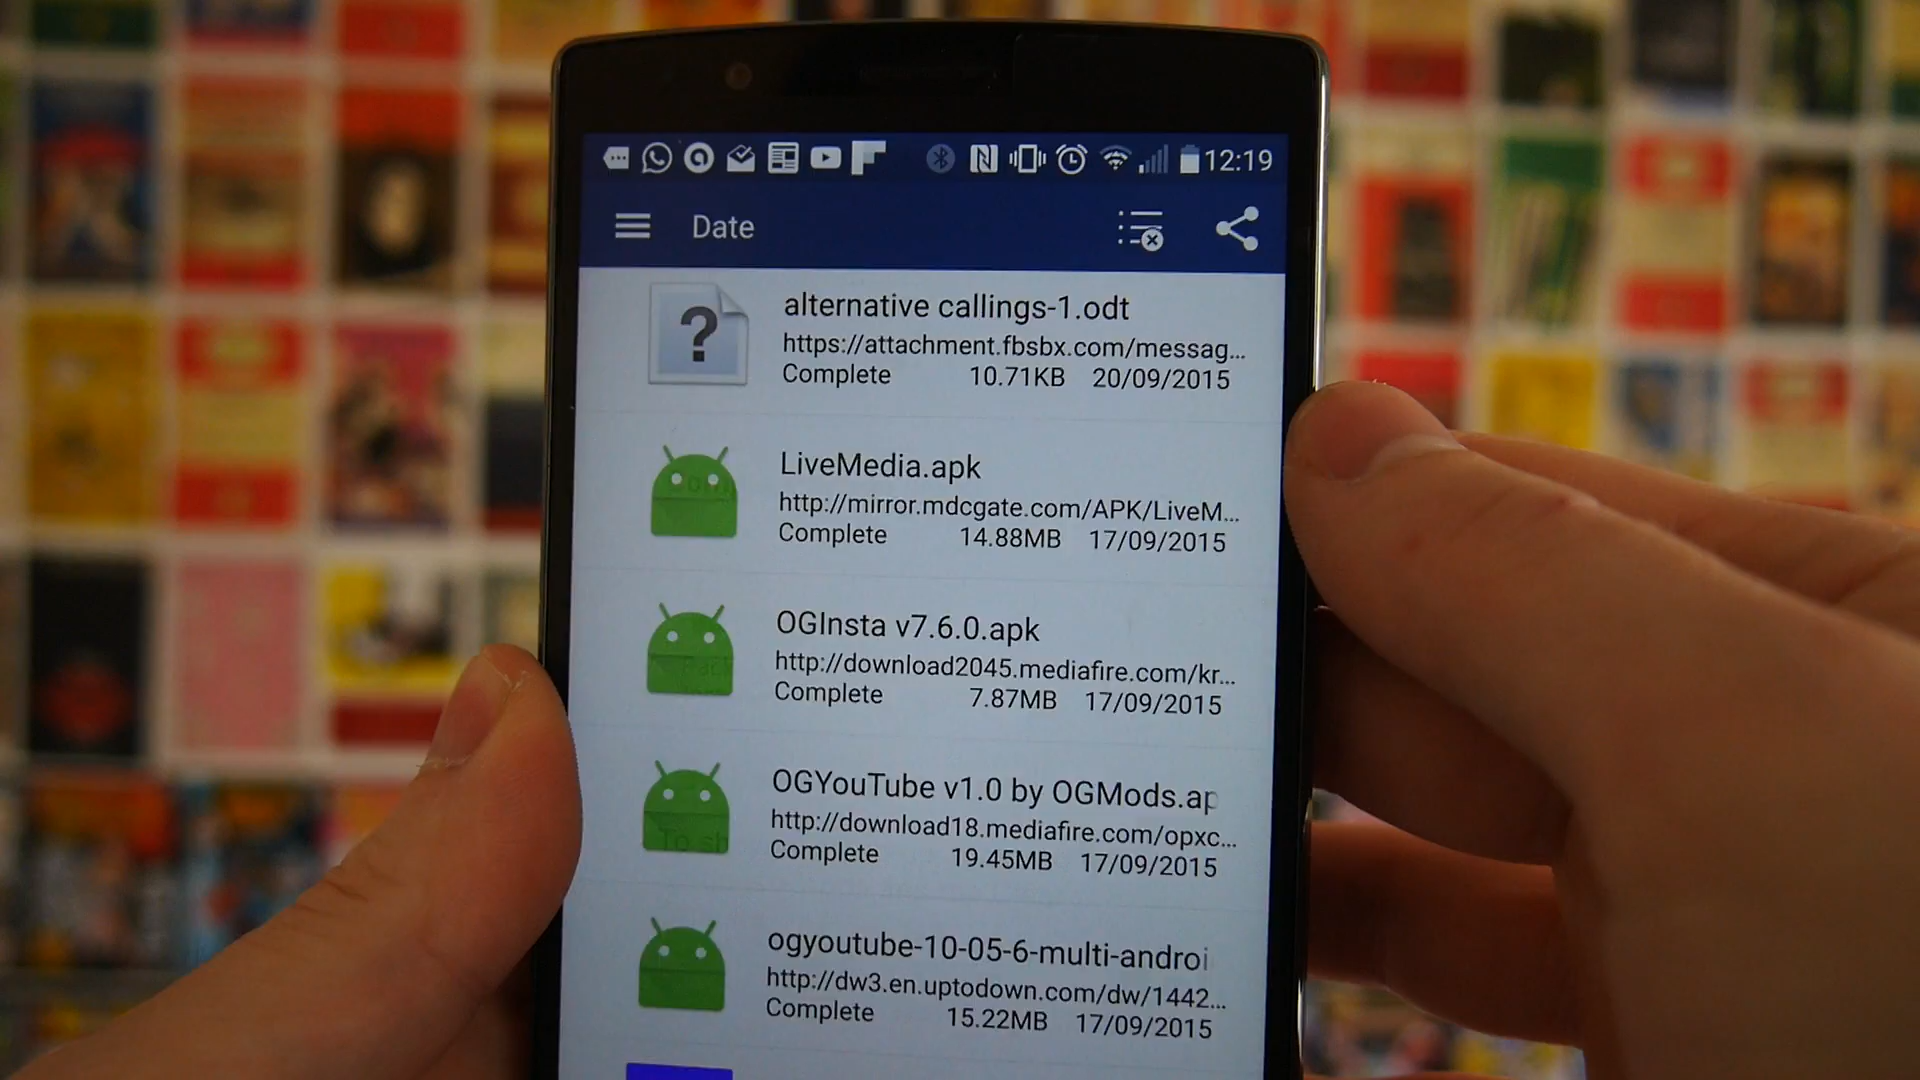 12:19
Date
alternative callings-1.odt
https://attachment.fbsbx.com/messag...
Complete 10.71KB 20/09/2015
LiveMedia.apk
http://mirror.mdcgate.com/APK/LiveM...
Complete 14.88MB 17/09/2015
OGInsta v7.6.0.apk
http://download2045.mediafire.com/kr...
Complete 7.87MB 17/09/2015
OGYouTube v1.0 by OGMods.ap
http://download18.mediafire.com/opxc...
Complete 19.45MB 17/09/2015
ogyoutube-10-05-6-multi-androi
http://dw3.en.uptodown.com/dw/1442...
Complete 15.22MB 17/09/2015